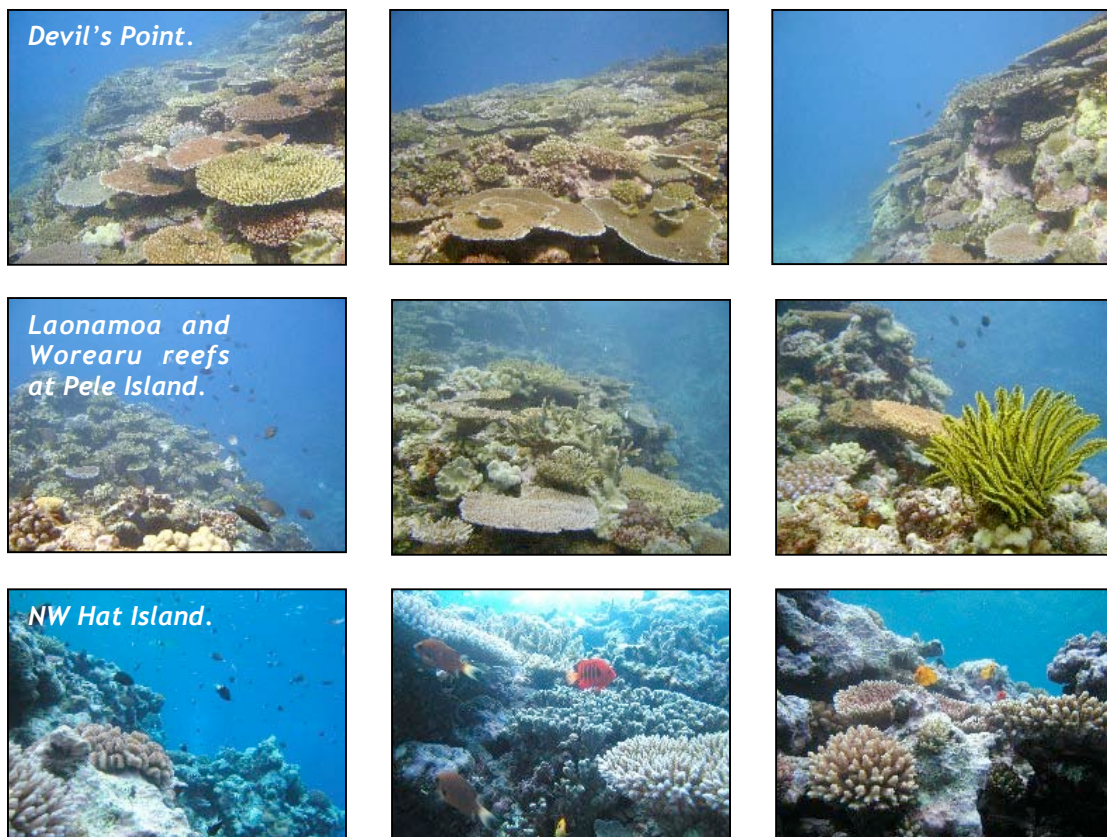 Devil’s Point.
Laonamoa and
Worearu reefs
at Pele Island.
NW Hat Island.